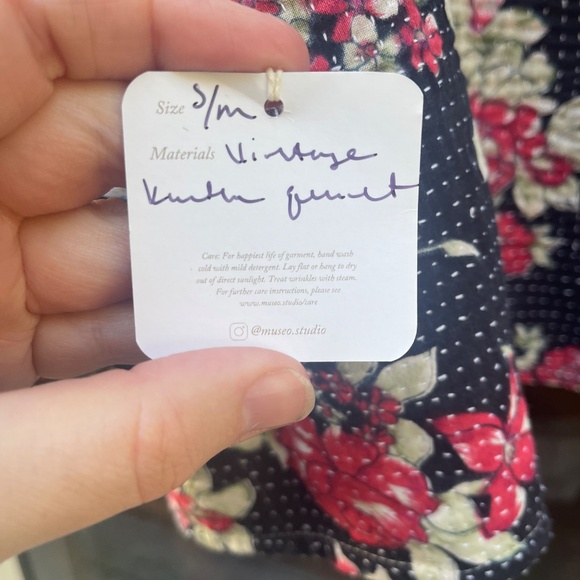 Size S/M
Materials Vintage
Kantha quilt
Care: For happiest life of garment, hand wash
cold with mild detergent. Lay flat or hang to dry
out of direct sunlight. Treat wrinkles with steam.
For further care instructions, please see
www.museo.studio/care
@museo.studio